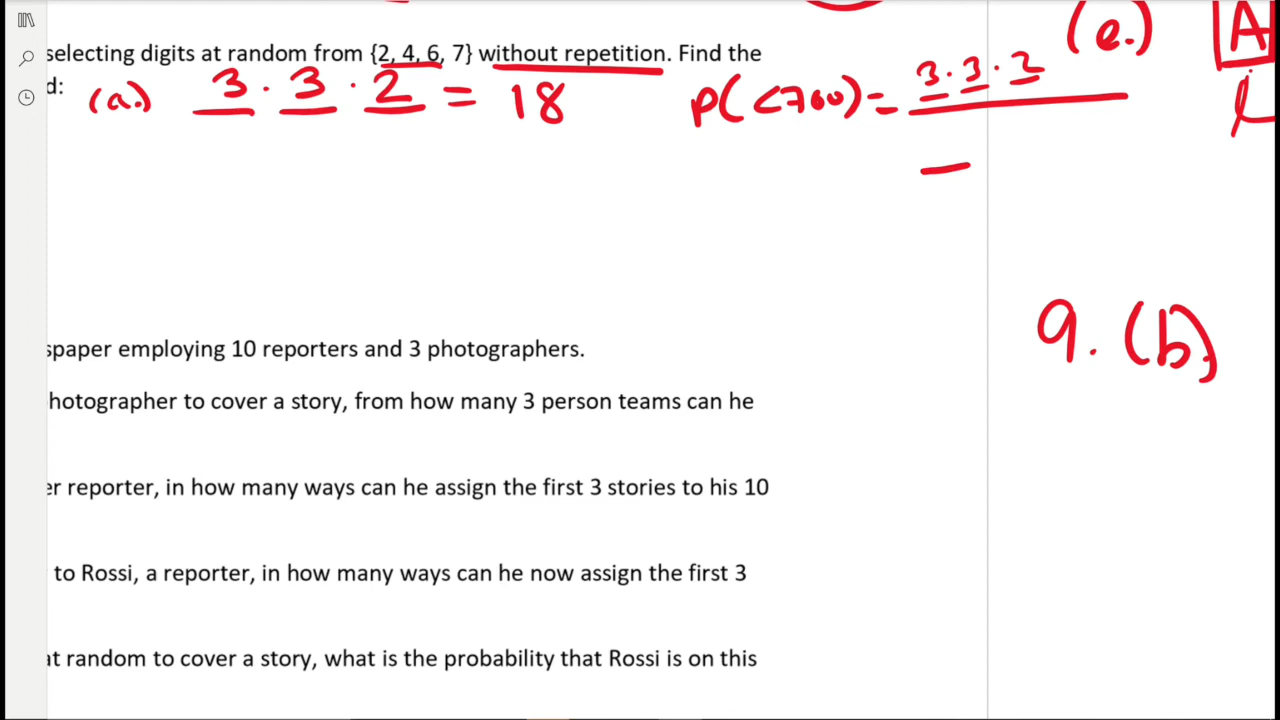 selecting digits at random from {2, 4, 6, 7} without repetition. Find the
d:
(a.) 3 . 3 . 2 = 18
P(<700) = 3 . 3 . 2
(e.)
A
9. (b)
spaper employing 10 reporters and 3 photographers.
hotographer to cover a story, from how many 3 person teams can he
er reporter, in how many ways can he assign the first 3 stories to his 10
to Rossi, a reporter, in how many ways can he now assign the first 3
at random to cover a story, what is the probability that Rossi is on this